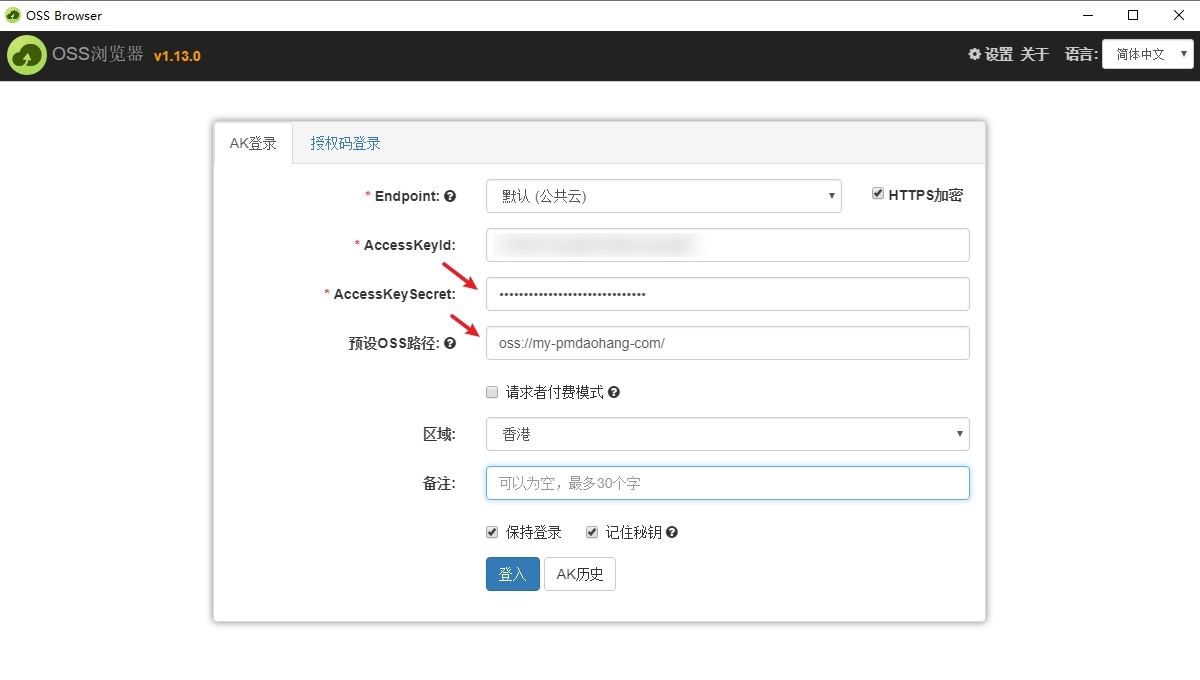 OSS Browser
OSS浏览器 v1.13.0 设置 关于 语言: 简体中文
AK登录 授权码登录
* Endpoint: 默认 (公共云) HTTPS加密
* AccessKeyId:
* AccessKeySecret: ••••••••••••••••••••••••••••••
预设OSS路径: oss://my-pmdaohang-com/
请求者付费模式
区域: 香港
备注: 可以为空，最多30个字
保持登录 记住秘钥
登入 AK历史